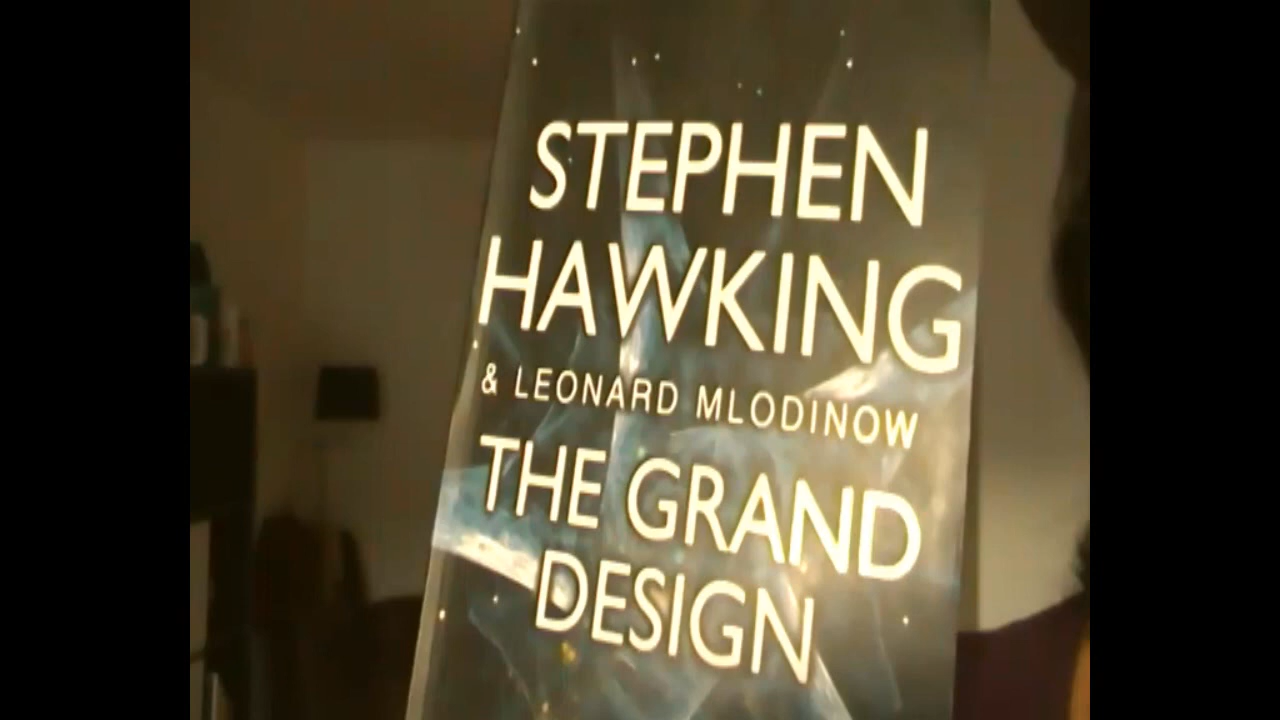 STEPHEN
HAWKING
& LEONARD MLODINOW
THE GRAND
DESIGN